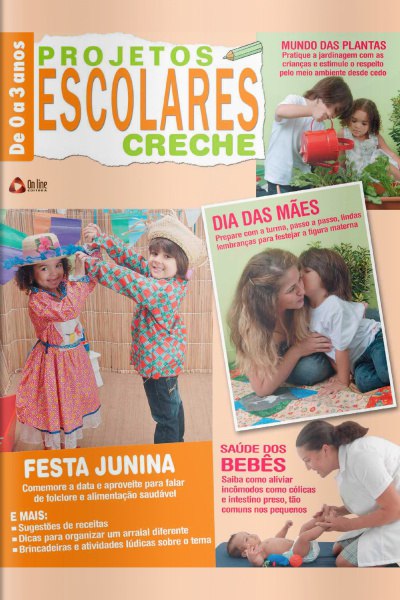 De 0 a 3 anos
PROJETOS
ESCOLARES
CRECHE
On line
EDITORA
MUNDO DAS PLANTAS
Pratique a jardinagem com as
crianças e estimule o respeito
pelo meio ambiente desde cedo
DIA DAS MÃES
Prepare com a turma, passo a passo, lindas
lembranças para festejar a figura materna
FESTA JUNINA
Comemore a data e aproveite para falar
de folclore e alimentação saudável
E MAIS:
Sugestões de receitas
Dicas para organizar um arraial diferente
Brincadeiras e atividades lúdicas sobre o tema
SAÚDE DOS
BEBÊS
Saiba como aliviar
incômodos como cólicas
e intestino preso, tão
comuns nos pequenos